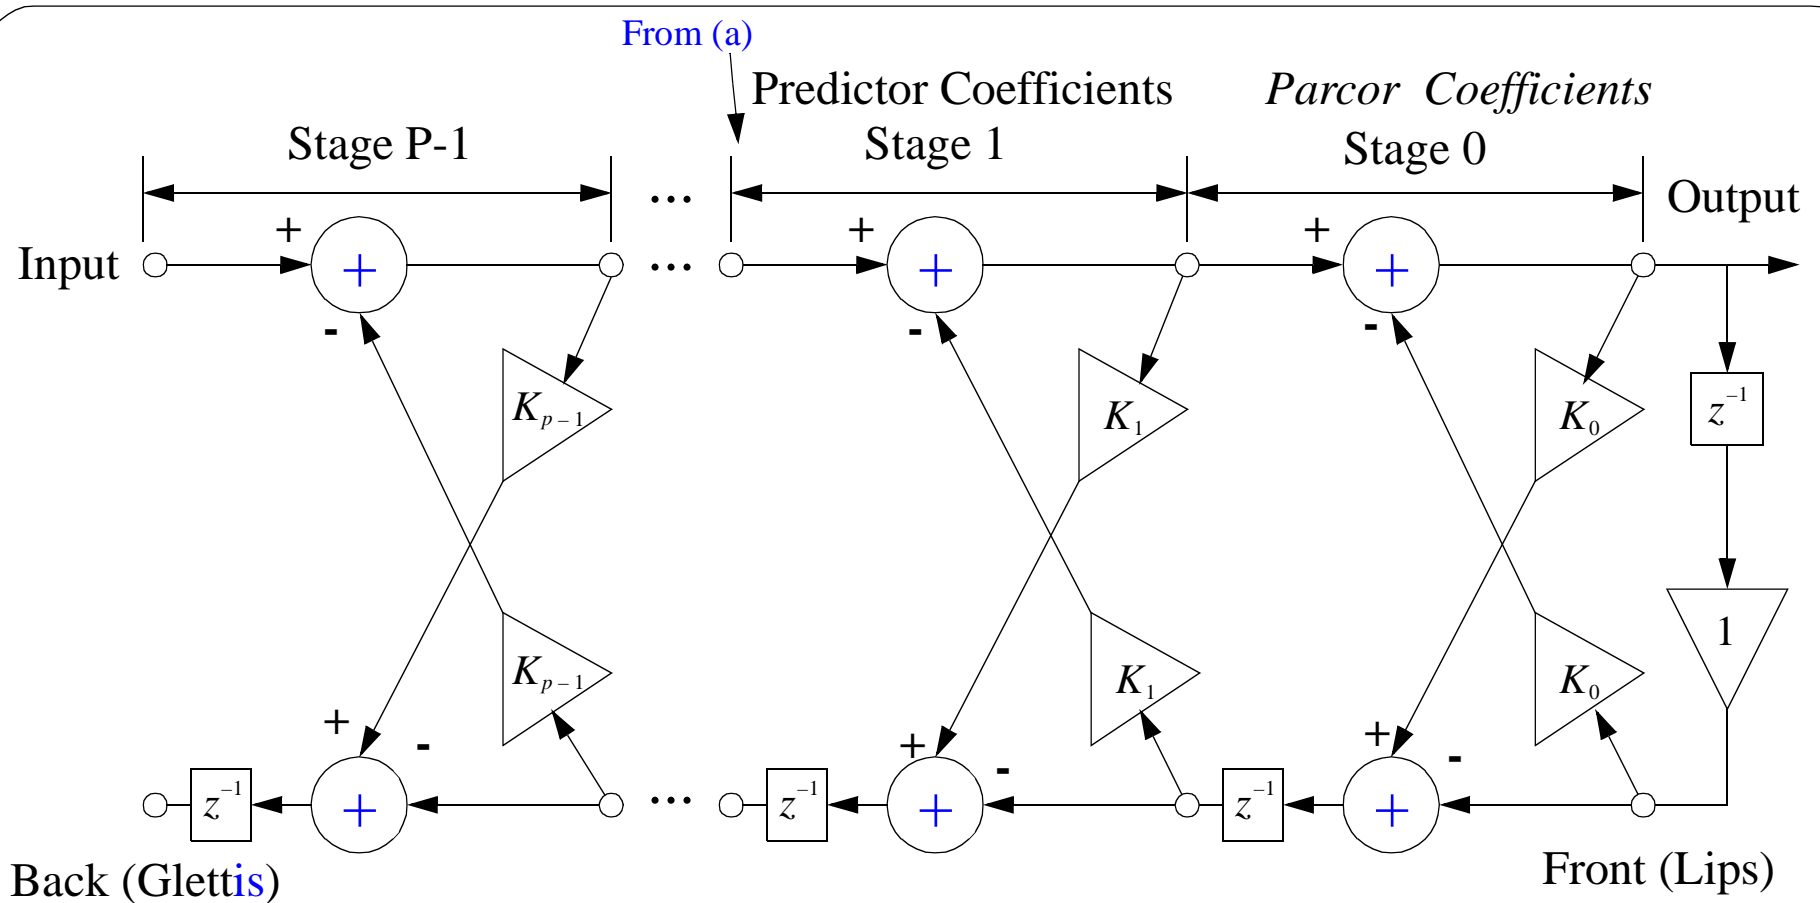 From (a)
Predictor Coefficients
Parcor Coefficients
Stage P-1
Stage 1
Stage 0
...
Output
+
+
+
Input
+
...
+
+
-
-
-
K_{p-1}
K_1
K_0
z^{-1}
1
K_{p-1}
K_1
K_0
+
-
+
-
+
-
z^{-1}
+
...
z^{-1}
+
z^{-1}
+
Back (Glettis)
Front (Lips)